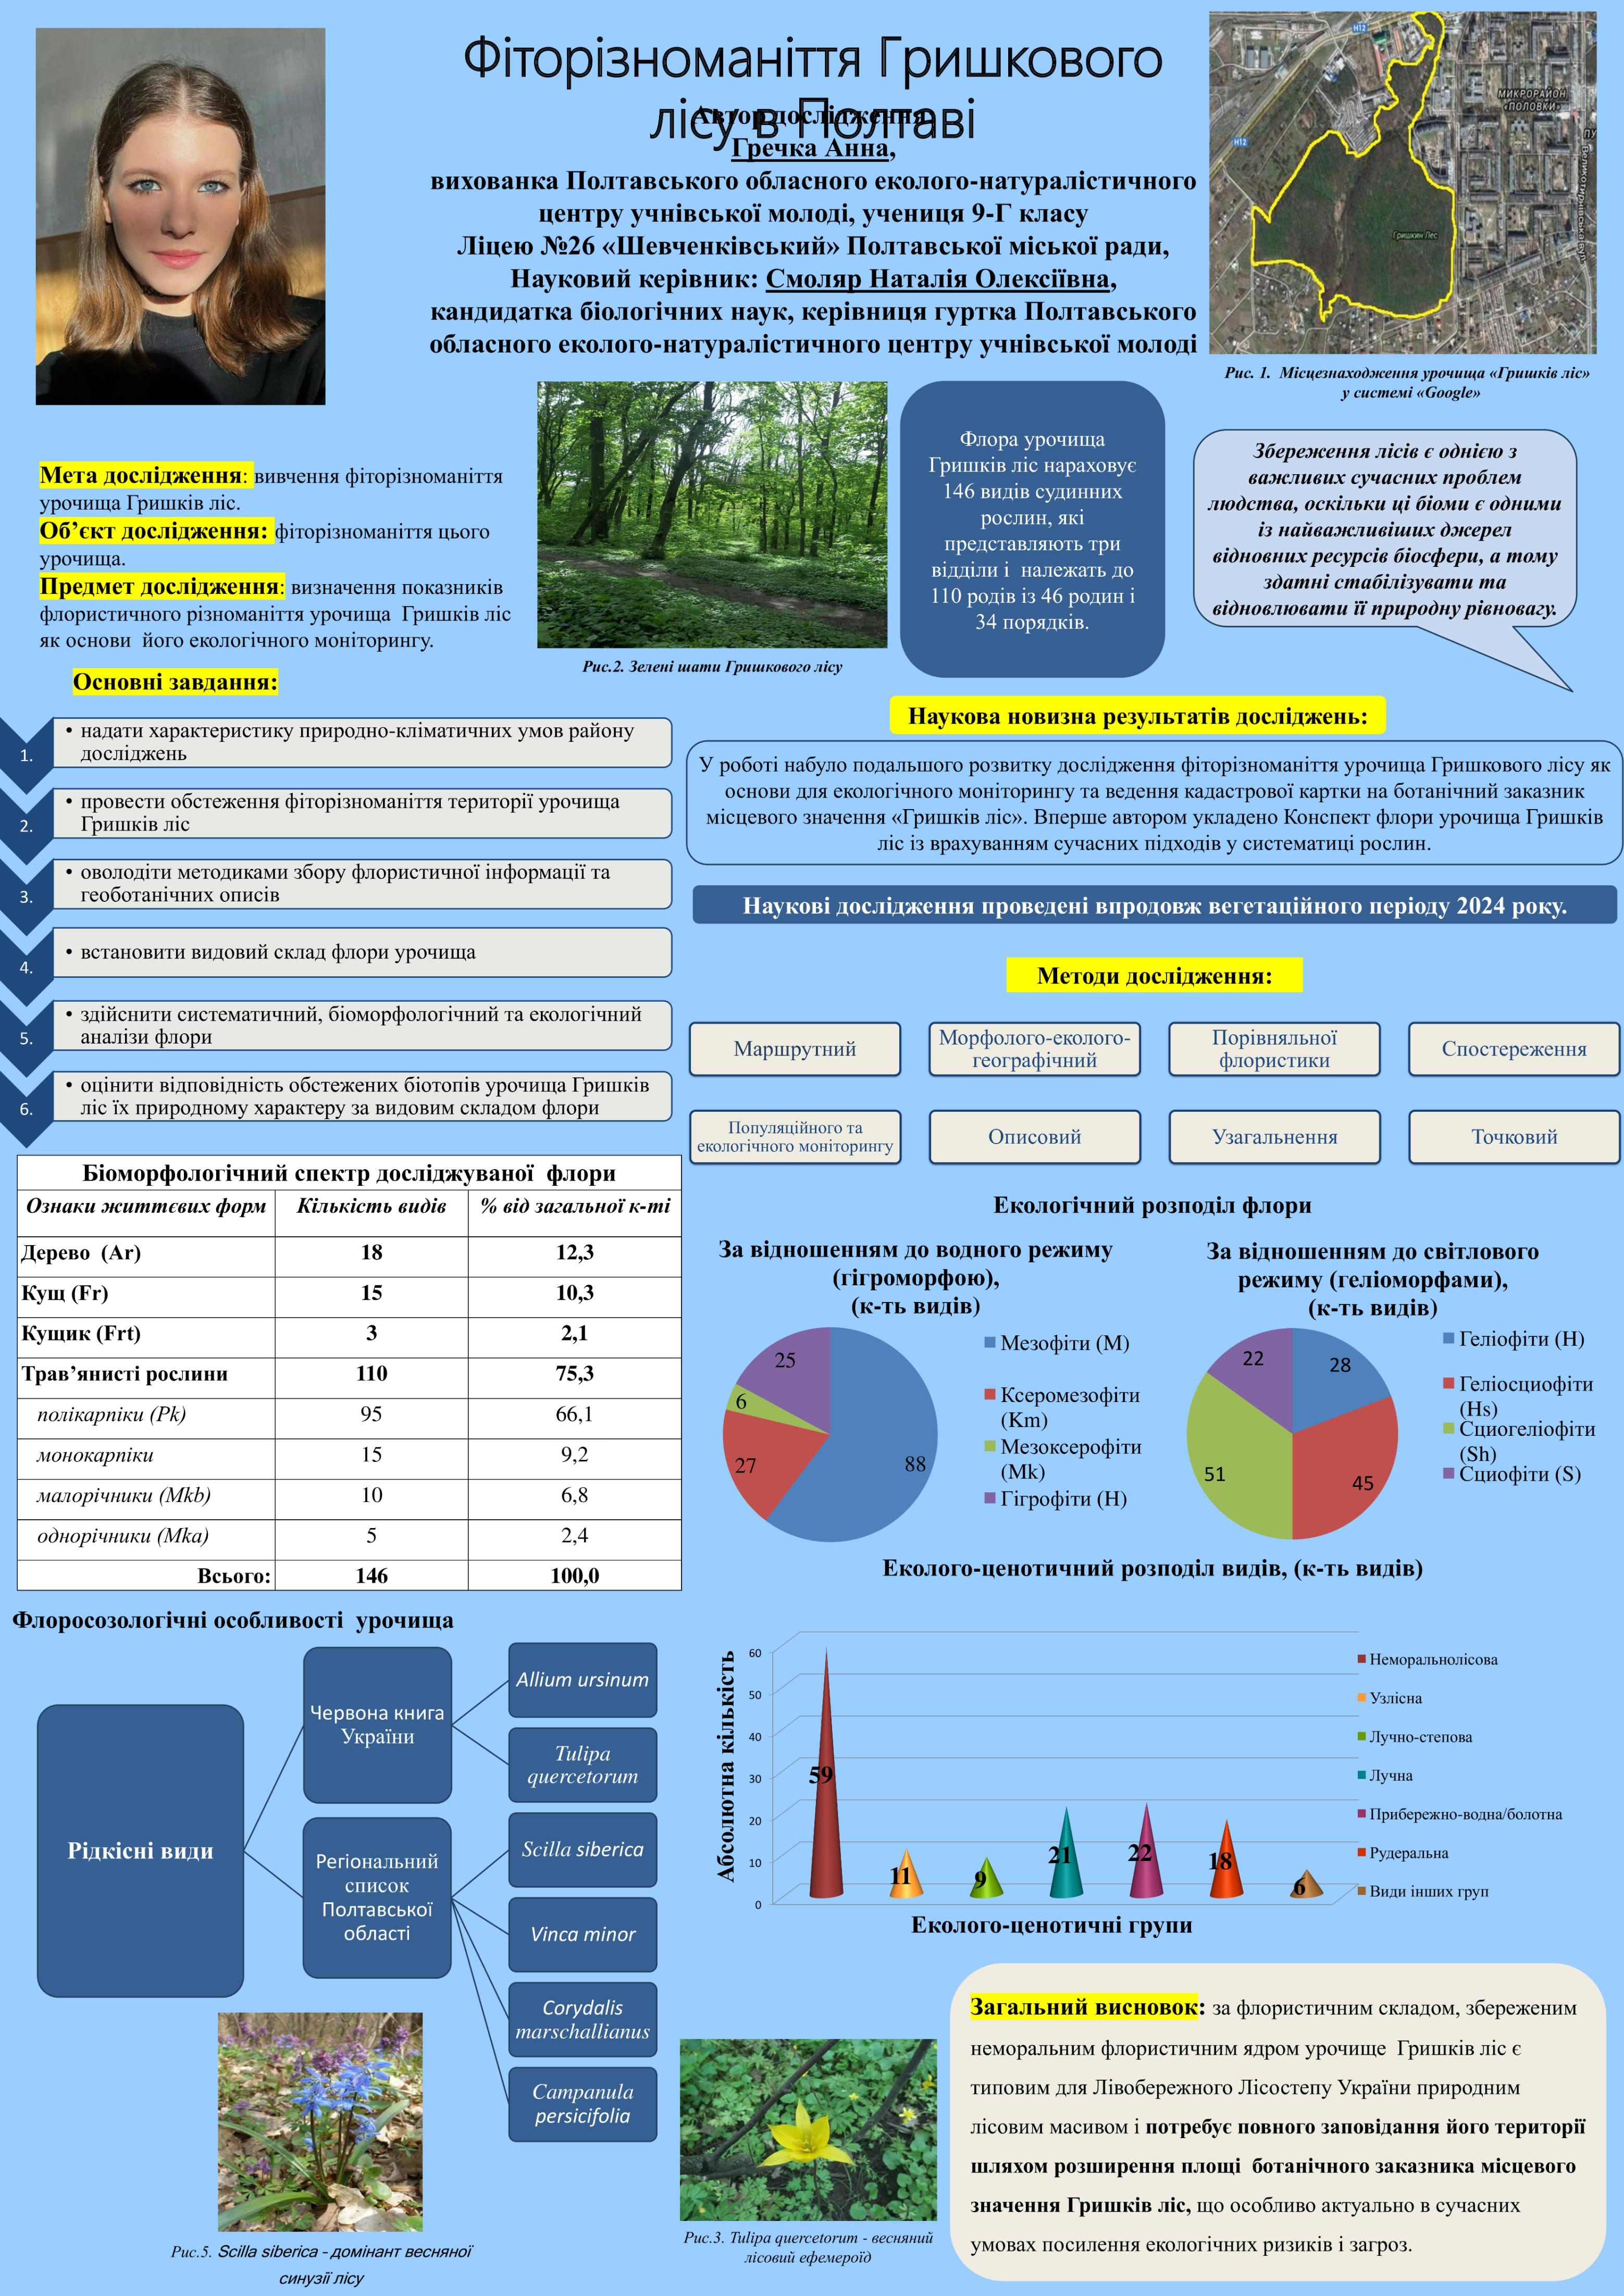 Фіторізноманіття Гришкового
лісу в Полтаві
Автор дослідження
Гречка Анна,
вихованка Полтавського обласного еколого-натуралістичного
центру учнівської молоді, учениця 9-Г класу
Ліцею №26 «Шевченківський» Полтавської міської ради,
Науковий керівник: Смоляр Наталія Олексіївна,
кандидатка біологічних наук, керівниця гуртка Полтавського
обласного еколого-натуралістичного центру учнівської молоді
Н12
Н12
МИКРОРАЙОН
«ПОЛОВКИ»
Гришкин Лес
Рис. 1. Місцезнаходження урочища «Гришків ліс»
у системі «Google»
Мета дослідження: вивчення фіторізноманіття
урочища Гришків ліс.
Об’єкт дослідження: фіторізноманіття цього
урочища.
Предмет дослідження: визначення показників
флористичного різноманіття урочища Гришків ліс
як основи його екологічного моніторингу.
Рис.2. Зелені шати Гришкового лісу
Флора урочища
Гришків ліс нараховує
146 видів судинних
рослин, які
представляють три
відділи і належать до
110 родів із 46 родин і
34 порядків.
Збереження лісів є однією з
важливих сучасних проблем
людства, оскільки ці біоми є одними
із найважливіших джерел
відновних ресурсів біосфери, а тому
здатні стабілізувати та
відновлювати її природну рівновагу.
Основні завдання:
1.
• надати характеристику природно-кліматичних умов району
досліджень
2.
• провести обстеження фіторізноманіття території урочища
Гришків ліс
3.
• оволодіти методиками збору флористичної інформації та
геоботанічних описів
4.
• встановити видовий склад флори урочища
5.
• здійснити систематичний, біоморфологічний та екологічний
аналізи флори
6.
• оцінити відповідність обстежених біотопів урочища Гришків
ліс їх природному характеру за видовим складом флори
Наукова новизна результатів досліджень:
У роботі набуло подальшого розвитку дослідження фіторізноманіття урочища Гришкового лісу як
основи для екологічного моніторингу та ведення кадастрової картки на ботанічний заказник
місцевого значення «Гришків ліс». Вперше автором укладено Конспект флори урочища Гришків
ліс із врахуванням сучасних підходів у систематиці рослин.
Наукові дослідження проведені впродовж вегетаційного періоду 2024 року.
Методи дослідження:
Маршрутний
Морфолого-еколого-
географічний
Порівняльної
флористики
Спостереження
Популяційного та
екологічного моніторингу
Описовий
Узагальнення
Точковий
Біоморфологічний спектр досліджуваної флори
Ознаки життєвих форм Кількість видів % від загальної к-ті
Дерево (Ar) 18 12,3
Кущ (Fr) 15 10,3
Кущик (Frt) 3 2,1
Трав’янисті рослини 110 75,3
полікарпіки (Pk) 95 66,1
монокарпіки 15 9,2
малорічники (Mkb) 10 6,8
однорічники (Mka) 5 2,4
Всього: 146 100,0
Екологічний розподіл флори
За відношенням до водного режиму
(гігроморфою),
(к-ть видів)
25
6
27
88
Мезофіти (М)
Ксеромезофіти
(Km)
Мезоксерофіти
(Mk)
Гігрофіти (Н)
За відношенням до світлового
режиму (геліоморфами),
(к-ть видів)
22
28
51
45
Геліофіти (Н)
Геліосциофіти
(Hs)
Сциогеліофіти
(Sh)
Сциофіти (S)
Еколого-ценотичний розподіл видів, (к-ть видів)
Абсолютна кількість
60
50
40
30
20
10
0
59
11
9
21
22
18
6
Неморальнолісова
Узлісна
Лучно-степова
Лучна
Прибережно-водна/болотна
Рудеральна
Види інших груп
Еколого-ценотичні групи
Флоросозологічні особливості урочища
Рідкісні види
Червона книга
України
Регіональний
список
Полтавської
області
Allium ursinum
Tulipa
quercetorum
Scilla siberica
Vinca minor
Corydalis
marschallianus
Campanula
persicifolia
Рис.5. Scilla siberica - домінант весняної
синузії лісу
Рис.3. Tulipa quercetorum - весняний
лісовий ефемероїд
Загальний висновок: за флористичним складом, збереженим
неморальним флористичним ядром урочище Гришків ліс є
типовим для Лівобережного Лісостепу України природним
лісовим масивом і потребує повного заповідання його території
шляхом розширення площі ботанічного заказника місцевого
значення Гришків ліс, що особливо актуально в сучасних
умовах посилення екологічних ризиків і загроз.